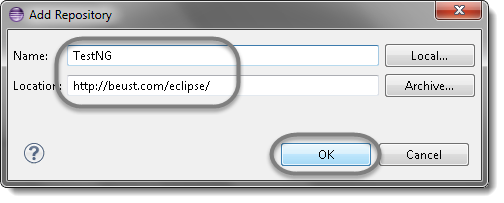 Add Repository
Name: TestNG Local...
Location: http://beust.com/eclipse/ Archive...
? OK Cancel